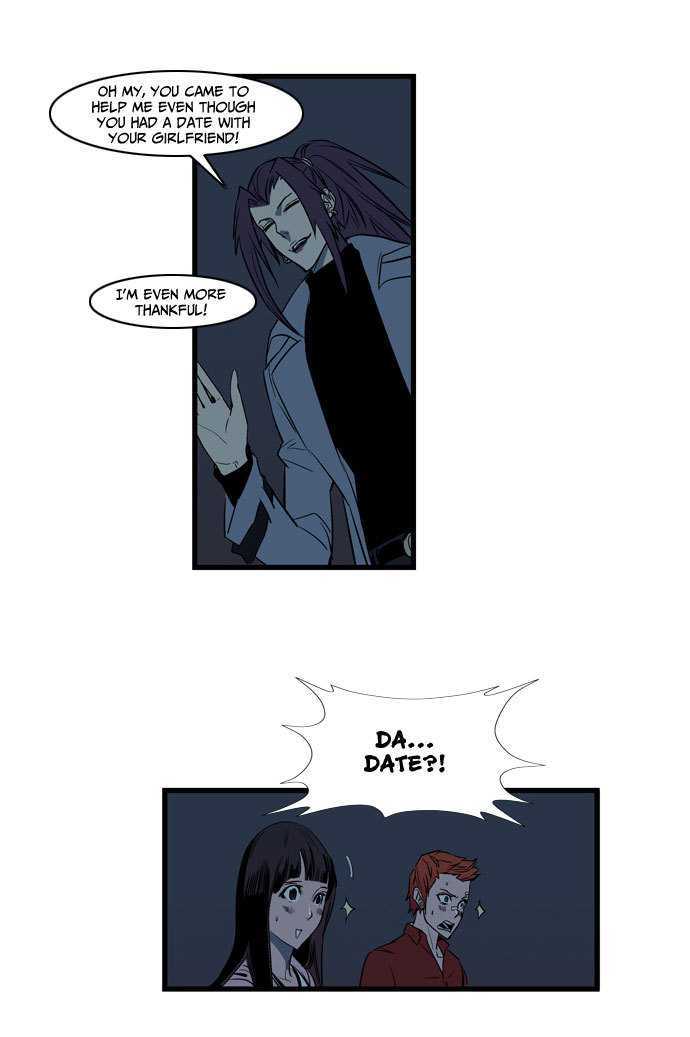 OH MY, YOU CAME TO
HELP ME EVEN THOUGH
YOU HAD A DATE WITH
YOUR GIRLFRIEND!
I'M EVEN MORE
THANKFUL!
DA...
DATE?!